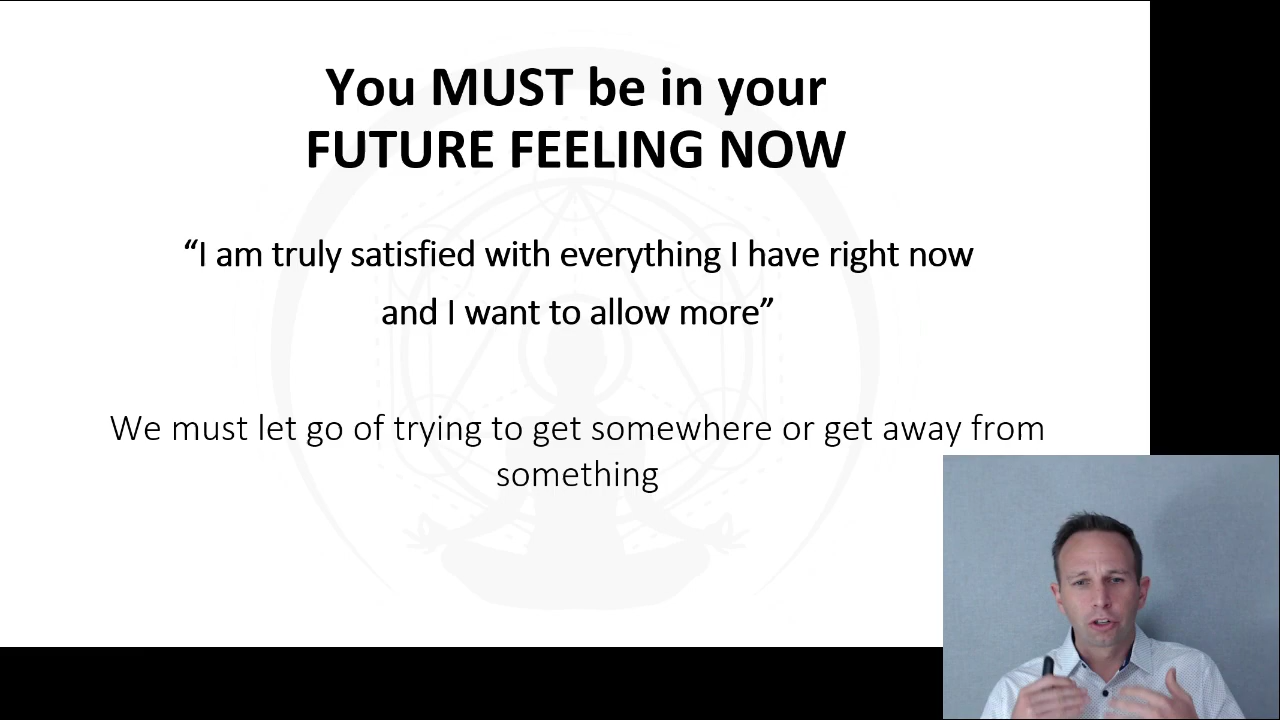 You MUST be in your
FUTURE FEELING NOW
“I am truly satisfied with everything I have right now
and I want to allow more”
We must let go of trying to get somewhere or get away from
something